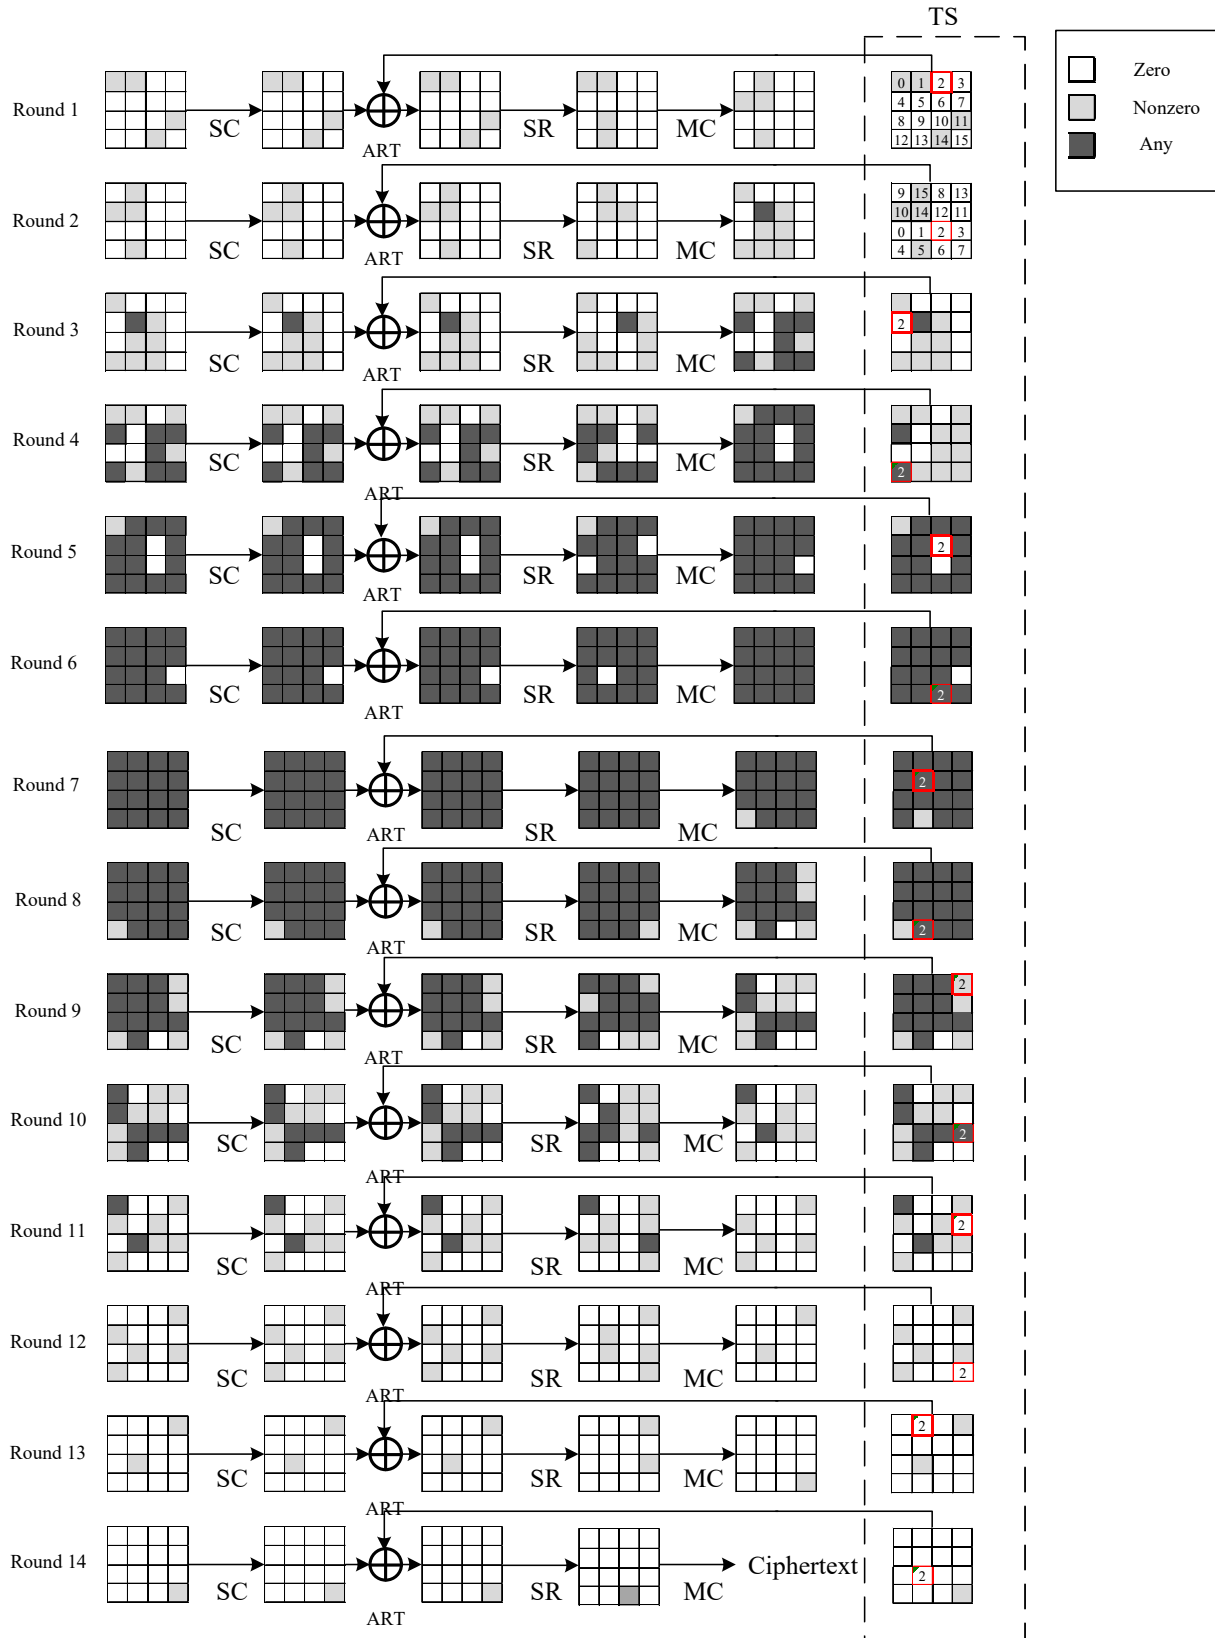 TS
Zero
Nonzero
Any
Round 1
SC
ART
SR
MC
0 1 2 3
4 5 6 7
8 9 10 11
12 13 14 15
Round 2
SC
ART
SR
MC
9 15 8 13
10 14 12 11
0 1 2 3
4 5 6 7
Round 3
SC
ART
SR
MC
2
Round 4
SC
ART
SR
MC
2
Round 5
SC
ART
SR
MC
2
Round 6
SC
ART
SR
MC
2
Round 7
SC
ART
SR
MC
2
Round 8
SC
ART
SR
MC
2
Round 9
SC
ART
SR
MC
2
Round 10
SC
ART
SR
MC
2
Round 11
SC
ART
SR
MC
2
Round 12
SC
ART
SR
MC
2
Round 13
SC
ART
SR
MC
2
Round 14
SC
ART
SR
MC
Ciphertext
2